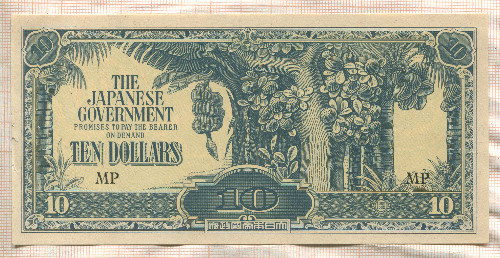 10 10
THE
JAPANESE
GOVERNMENT
PROMISES TO PAY THE BEARER
ON DEMAND
TEN DOLLARS
MP MP
10 10 10
府政國帝本日大